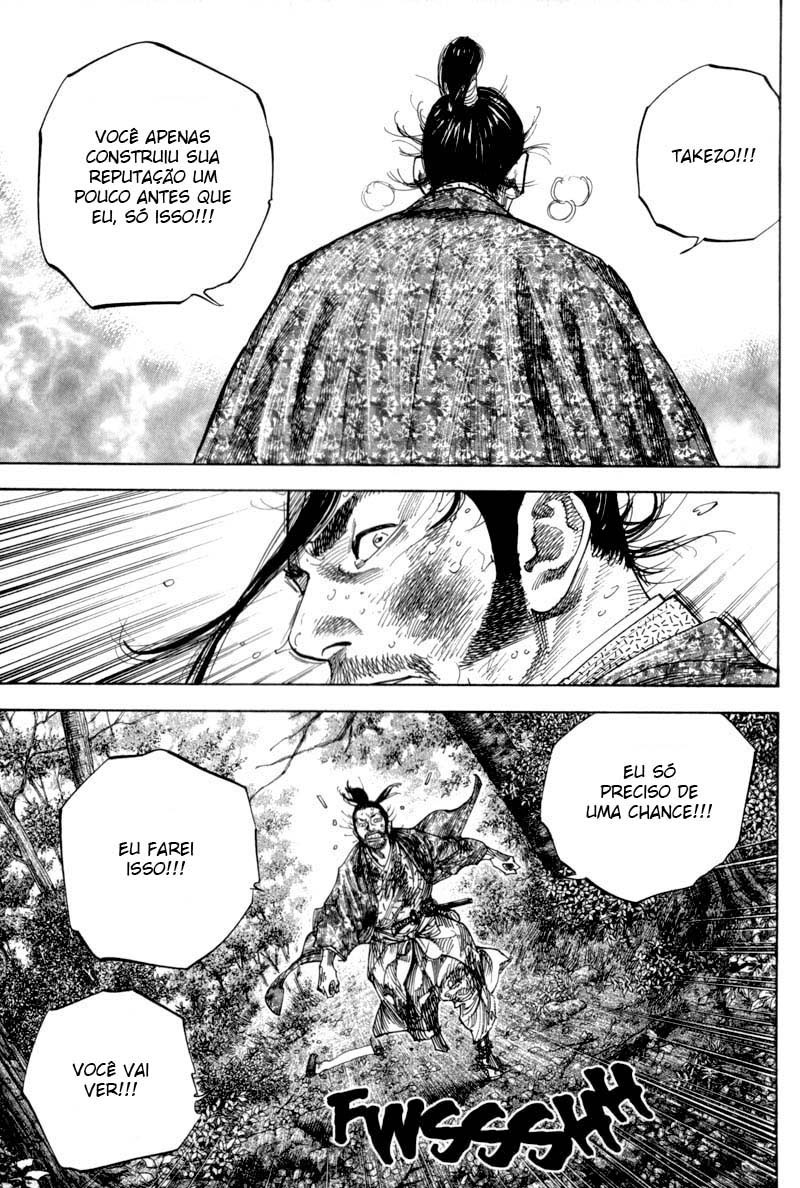 TAKEZO!!!
VOCÊ APENAS
CONSTRUIU SUA
REPUTAÇÃO UM
POUCO ANTES QUE
EU, SÓ ISSO!!!
EU SÓ
PRECISO DE
UMA CHANCE!!!
EU FAREI
ISSO!!!
VOCÊ VAI
VER!!!
FWSSSHH